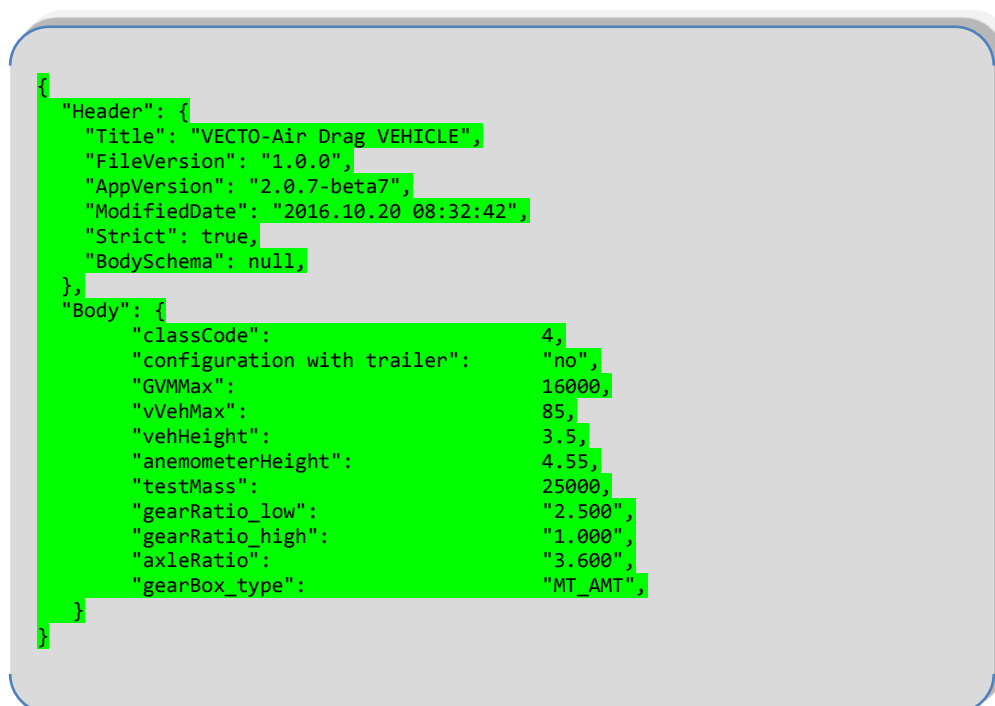 {
  "Header": {
    "Title": "VECTO-Air Drag VEHICLE",
    "FileVersion": "1.0.0",
    "AppVersion": "2.0.7-beta7",
    "ModifiedDate": "2016.10.20 08:32:42",
    "Strict": true,
    "BodySchema": null,
  },
  "Body": {
        "classCode":                      4,
        "configuration with trailer":      "no",
        "GVMMax":                         16000,
        "vVehMax":                        85,
        "vehHeight":                      3.5,
        "anemometerHeight":               4.55,
        "testMass":                       25000,
        "gearRatio_low":                  "2.500",
        "gearRatio_high":                 "1.000",
        "axleRatio":                      "3.600",
        "gearBox_type":                   "MT_AMT",
   }
}